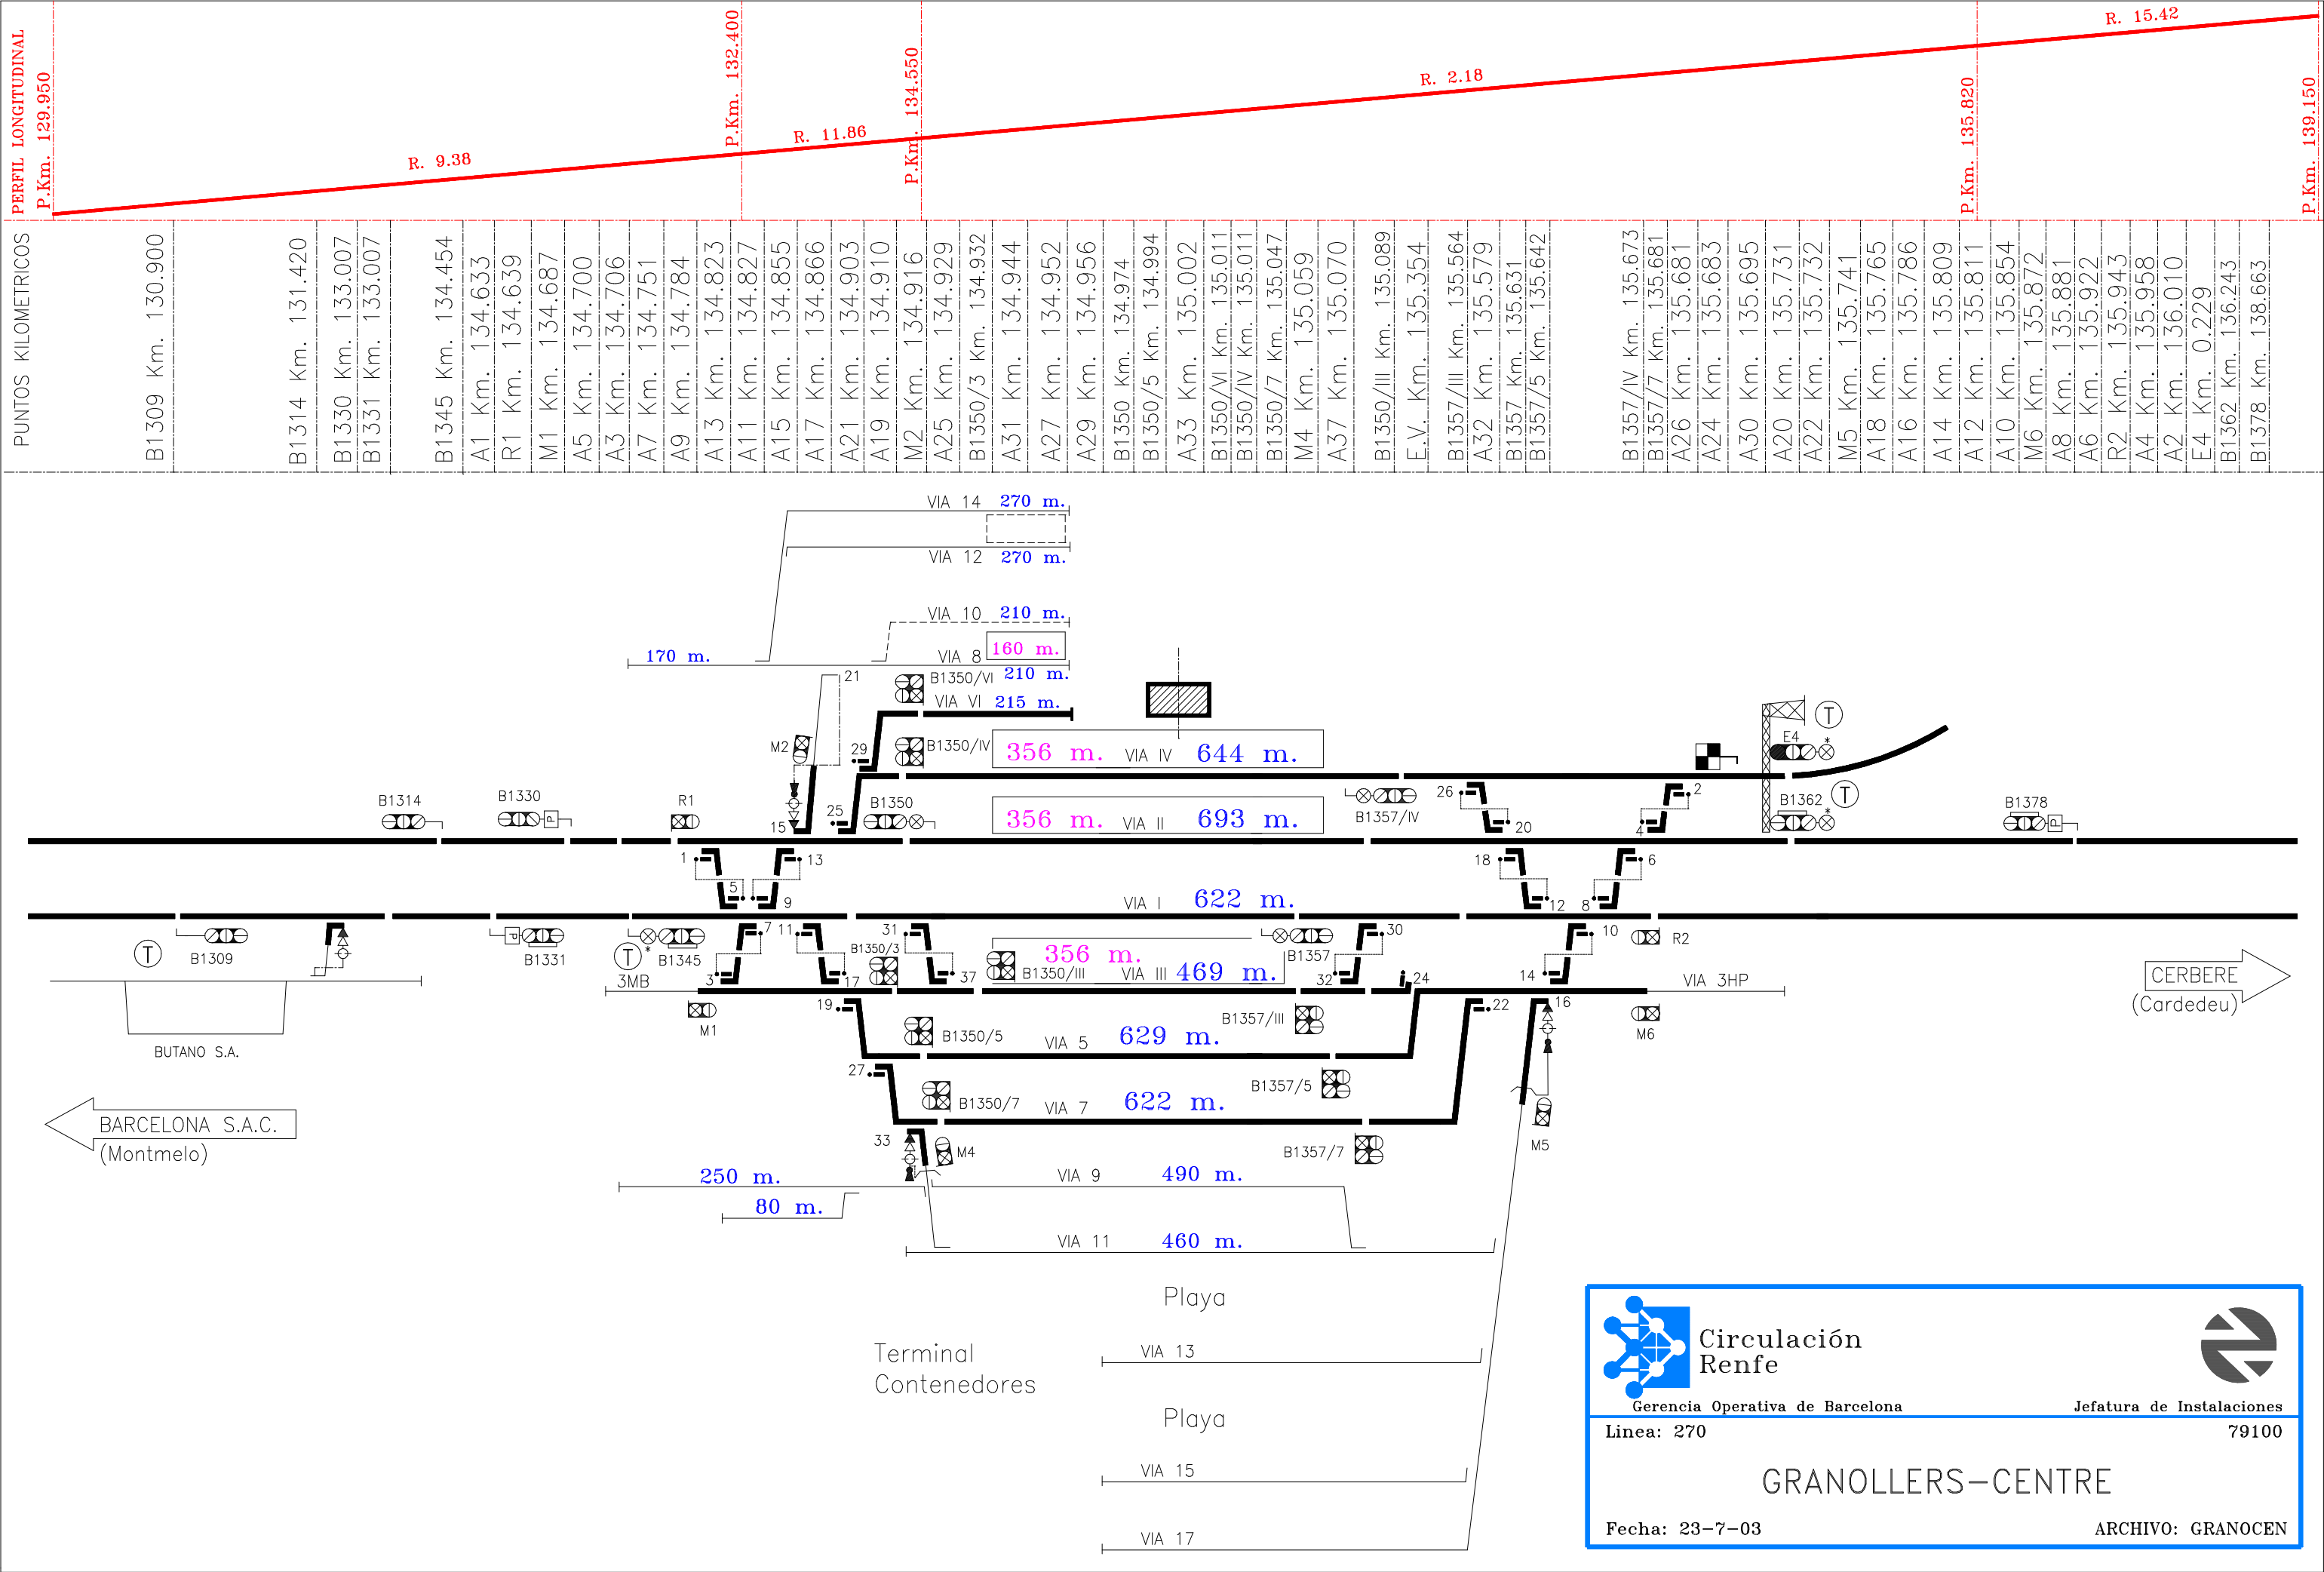 PERFIL LONGITUDINAL
P.Km. 129.950
R. 9.38
P.Km. 132.400
R. 11.86
P.Km. 134.550
R. 2.18
P.Km. 135.820
R. 15.42
P.Km. 139.150
PUNTOS KILOMETRICOS
B1309 Km. 130.900
B1314 Km. 131.420
B1330 Km. 133.007
B1331 Km. 133.007
B1345 Km. 134.454
A1 Km. 134.633
R1 Km. 134.639
M1 Km. 134.687
A5 Km. 134.700
A3 Km. 134.706
A7 Km. 134.751
A9 Km. 134.784
A13 Km. 134.823
A11 Km. 134.827
A15 Km. 134.855
A17 Km. 134.866
A21 Km. 134.903
A19 Km. 134.910
M2 Km. 134.916
A25 Km. 134.929
B1350/3 Km. 134.932
A31 Km. 134.944
A27 Km. 134.952
A29 Km. 134.956
B1350 Km. 134.974
B1350/5 Km. 134.994
A33 Km. 135.002
B1350/VI Km. 135.011
B1350/IV Km. 135.011
B1350/7 Km. 135.047
M4 Km. 135.059
A37 Km. 135.070
B1350/III Km. 135.089
E.V. Km. 135.354
B1357/III Km. 135.564
A32 Km. 135.579
B1357 Km. 135.631
B1357/5 Km. 135.642
B1357/IV Km. 135.673
B1357/7 Km. 135.681
A26 Km. 135.681
A24 Km. 135.683
A30 Km. 135.695
A20 Km. 135.731
A22 Km. 135.732
M5 Km. 135.741
A18 Km. 135.765
A16 Km. 135.786
A14 Km. 135.809
A12 Km. 135.811
A10 Km. 135.854
M6 Km. 135.872
A8 Km. 135.881
A6 Km. 135.922
R2 Km. 135.943
A4 Km. 135.958
A2 Km. 136.010
E4 Km. 0.229
B1362 Km. 136.243
B1378 Km. 138.663
VIA 14 270 m.
VIA 12 270 m.
VIA 10 210 m.
170 m. VIA 8 160 m.
21 B1350/VI 210 m.
VIA VI 215 m.
T
M2 29 B1350/IV 356 m. VIA IV 644 m. E4 *
B1314 B1330 P R1 15 25 B1350 356 m. VIA II 693 m. B1357/IV 26 20 2 4 B1362 * T B1378 P
1 13 18 6
5 9 VIA I 622 m. 12 8
T B1309 P B1331 T * B1345 7 11 B1350/3 31 356 m. B1357 30 10 R2
3MB 3 17 37 B1350/III VIA III 469 m. 32 24 14 VIA 3HP
CERBERE
(Cardedeu)
M1 19 B1357/III 22 16 M6
BUTANO S.A. B1350/5 VIA 5 629 m.
27 B1350/7 VIA 7 622 m. B1357/5
BARCELONA S.A.C.
(Montmelo)
33 M4 B1357/7 M5
250 m. VIA 9 490 m.
80 m.
VIA 11 460 m.
Playa
Terminal
Contenedores
VIA 13
Playa
VIA 15
VIA 17
Circulación
Renfe
Gerencia Operativa de Barcelona Jefatura de Instalaciones
Linea: 270 79100
GRANOLLERS-CENTRE
Fecha: 23-7-03 ARCHIVO: GRANOCEN